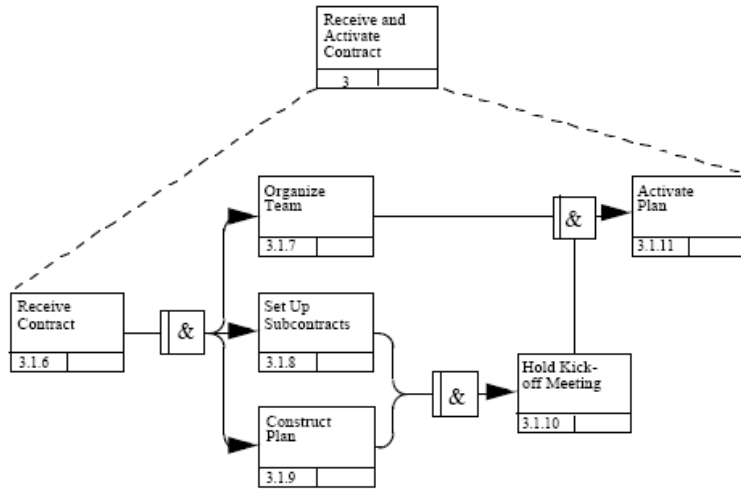 Receive and
Activate
Contract
3
Organize
Team
3.1.7
&
Activate
Plan
3.1.11
Receive
Contract
3.1.6
&
Set Up
Subcontracts
3.1.8
&
Hold Kick-
off Meeting
3.1.10
Construct
Plan
3.1.9